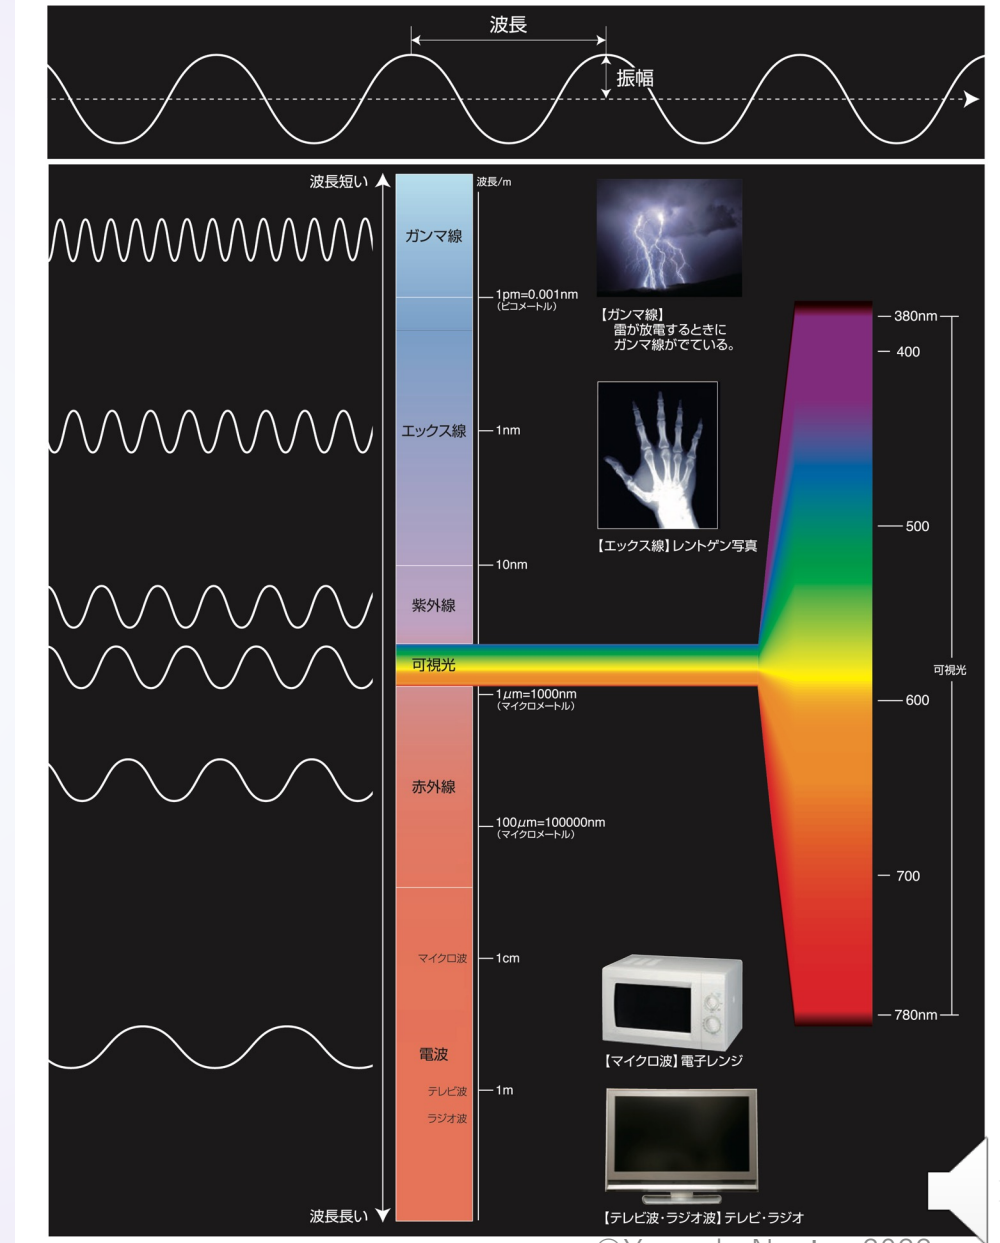 波長
振幅
波長短い
波長/m
ガンマ線
1pm=0.001nm
（ピコメートル）
【ガンマ線】
雷が放電するときに
ガンマ線がでている。
380nm
400
エックス線
1nm
500
【エックス線】レントゲン写真
10nm
紫外線
可視光
可視光
1μm=1000nm
（マイクロメートル）
600
赤外線
100μm=100000nm
（マイクロメートル）
700
マイクロ波
1cm
780nm
電波
【マイクロ波】電子レンジ
テレビ波
1m
ラジオ波
波長長い
【テレビ波・ラジオ波】テレビ・ラジオ